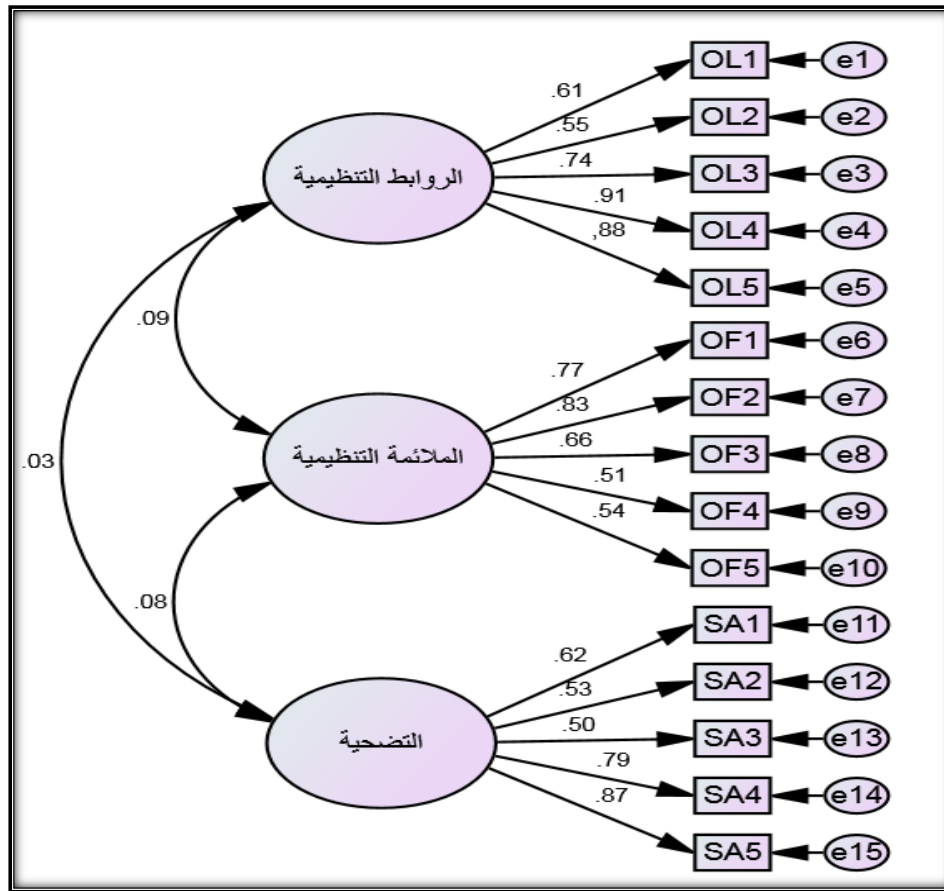 OL1
e1
.61
OL2
e2
.55
الروابط التنظيمية
OL3
e3
.74
OL4
e4
.91
OL5
e5
,88
.09
OF1
e6
.77
OF2
e7
.83
الملائمة التنظيمية
OF3
e8
.66
.03
OF4
e9
.51
OF5
e10
.54
.08
SA1
e11
.62
SA2
e12
.53
التضحية
SA3
e13
.50
SA4
e14
.79
SA5
e15
.87